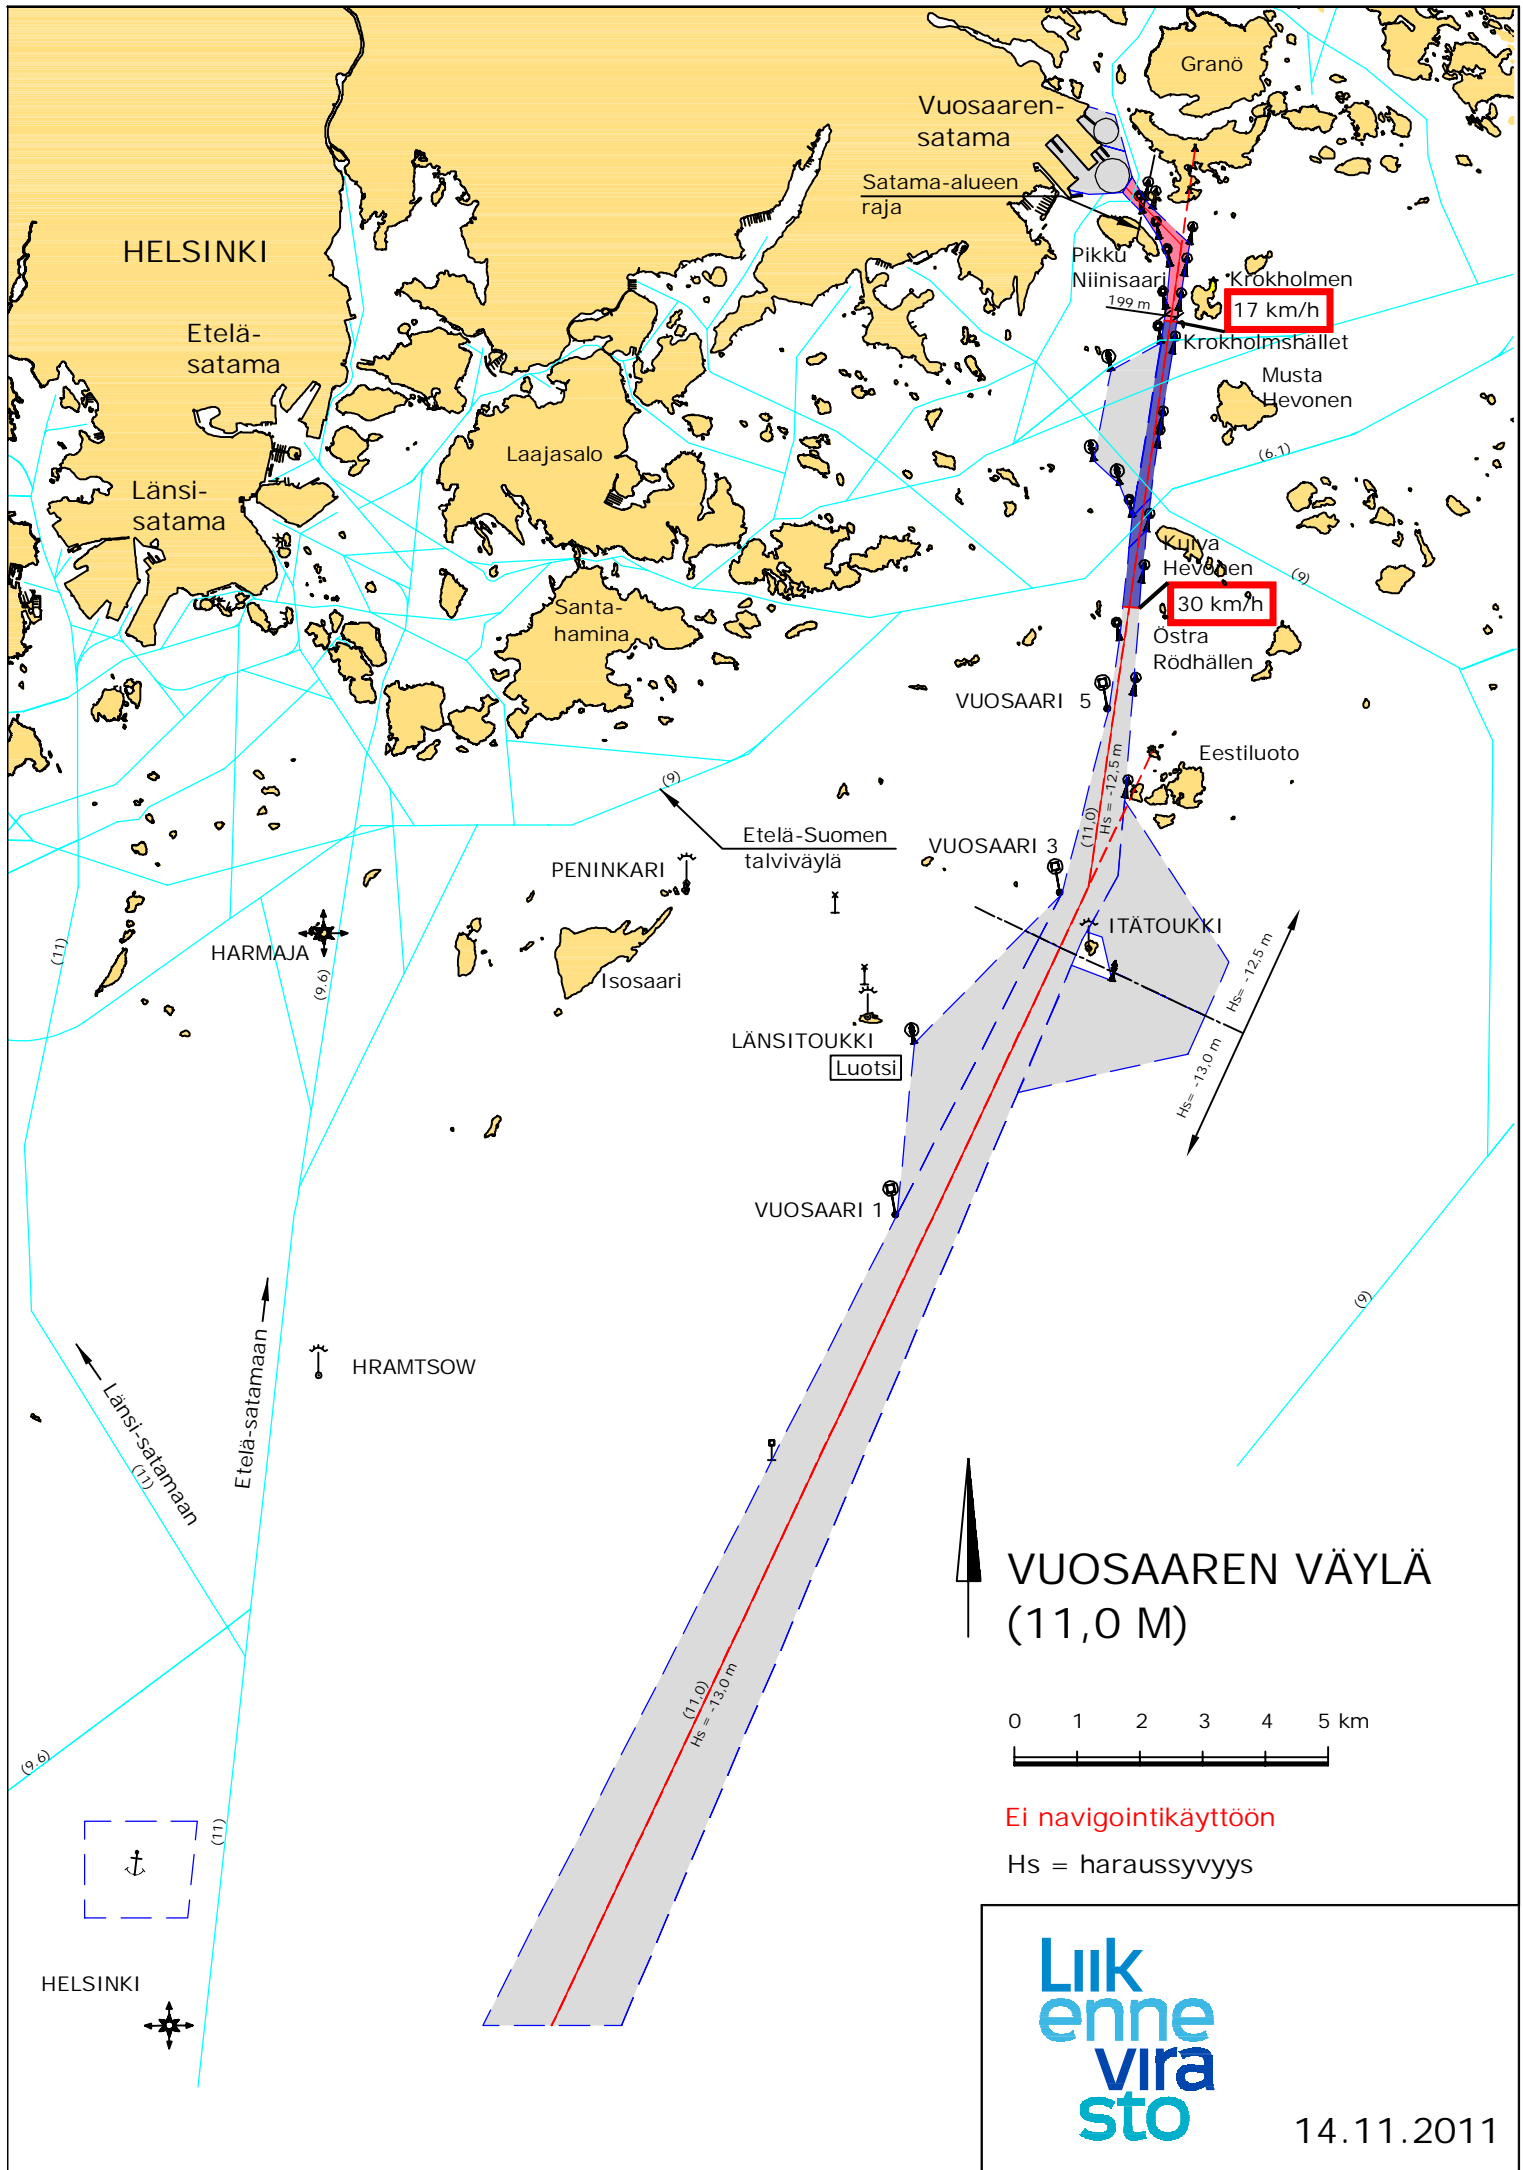 Granö
Vuosaaren-
satama
Satama-alueen
raja
HELSINKI
Pikku
Niinisaari
Krokholmen
199 m
17 km/h
Krokholmshället
Etelä-
satama
Musta
Hevonen
Laajasalo
(6.1)
Länsi-
satama
Kuiva
Hevonen
(9)
30 km/h
Santa-
hamina
Östra
Rödhällen
VUOSAARI 5
Eestiluoto
(9)
Hs = -12,5 m
(11,0)
Etelä-Suomen
talviväylä
VUOSAARI 3
PENINKARI
ITÄTOUKKI
HARMAJA
(11)
(9.6)
Isosaari
Hs= -12,5 m
LÄNSITOUKKI
Luotsi
Hs= -13,0 m
VUOSAARI 1
(9)
HRAMTSOW
Etelä-satamaan
Länsi-satamaan
(11)
VUOSAAREN VÄYLÄ
(11,0 M)
(11,0)
Hs = -13,0 m
0 1 2 3 4 5 km
(9.6)
(11)
Ei navigointikäyttöön
Hs = haraussyvyys
HELSINKI
Liik
enne
vira
sto
14.11.2011